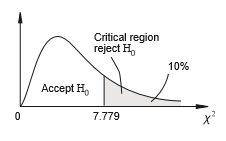 Critical region
reject H₀
10%
Accept H₀
0
7.779
χ²